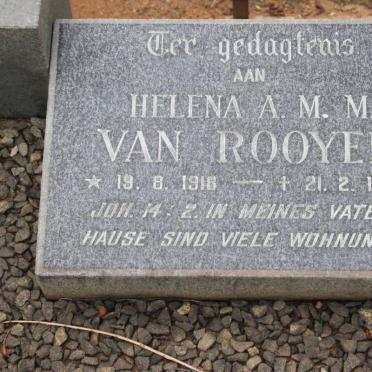 Ter gedagtenis
AAN
HELENA A. M. M.
VAN ROOYE
★ 19.8.1916 — + 21.2.1
JOH. 14:2. IN MEINES VATE
HAUSE SIND VIELE WOHNUN